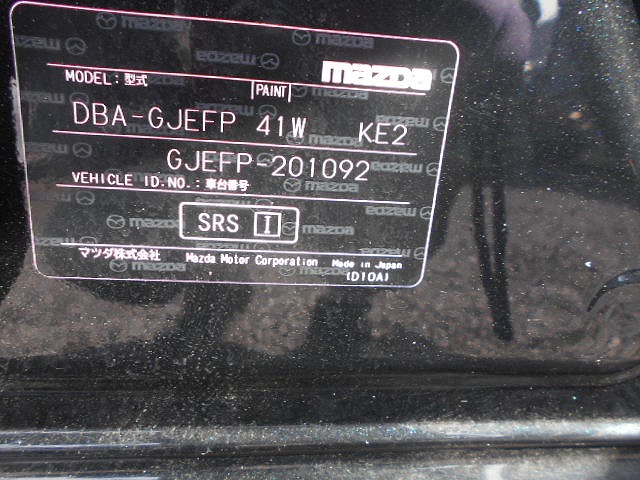 mazda
MODEL: 型式
PAINT
DBA-GJEFP 41W KE2
GJEFP-201092
VEHICLE ID.NO.: 車台番号
SRS I
マツダ株式会社 Mazda Motor Corporation Made in Japan
(D10A)